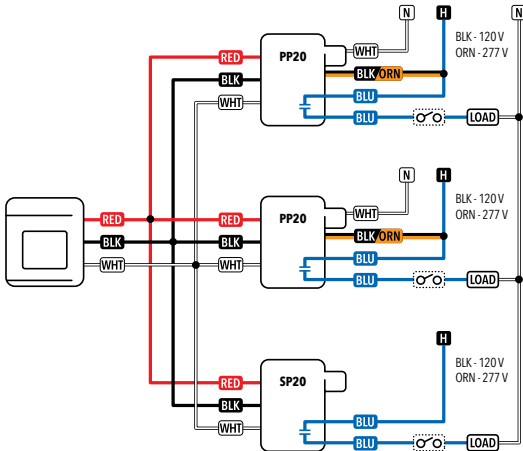 N H N
BLK - 120 V
ORN - 277 V
WHT
RED PP20
BLK BLK/ORN
WHT BLU
BLU LOAD
N H
BLK - 120 V
ORN - 277 V
WHT
RED RED PP20
BLK BLK BLK/ORN
WHT WHT BLU
BLU LOAD
H
BLK - 120 V
ORN - 277 V
RED SP20
BLK
WHT BLU
BLU LOAD